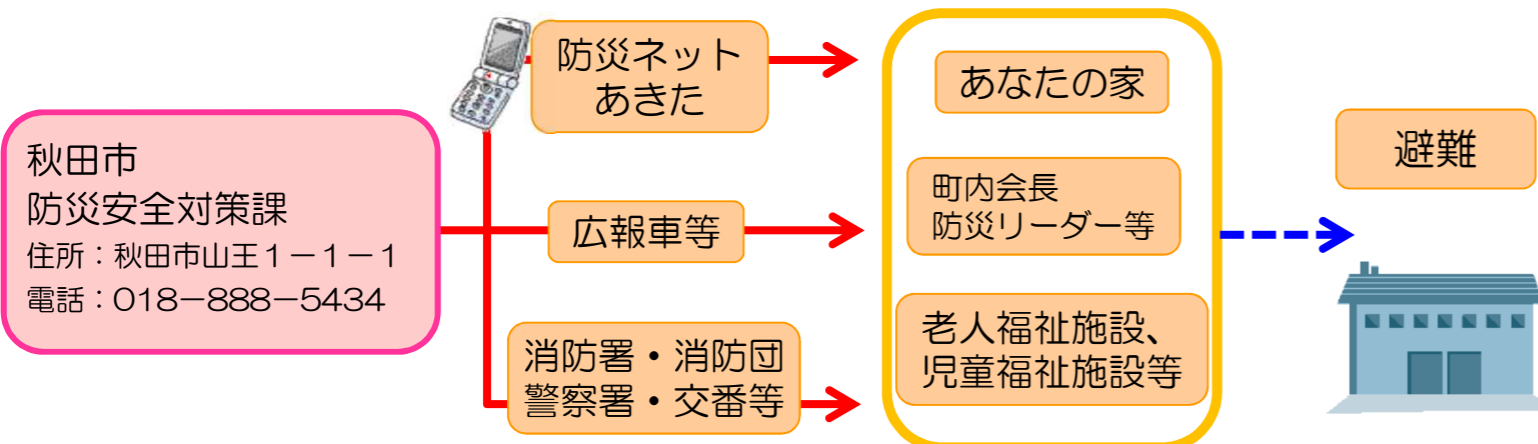 秋田市
防災安全対策課
住所：秋田市山王１－１－１
電話：018－888－5434
防災ネット
あきた
広報車等
消防署・消防団
警察署・交番等
あなたの家
町内会長
防災リーダー等
老人福祉施設、
児童福祉施設等
避難